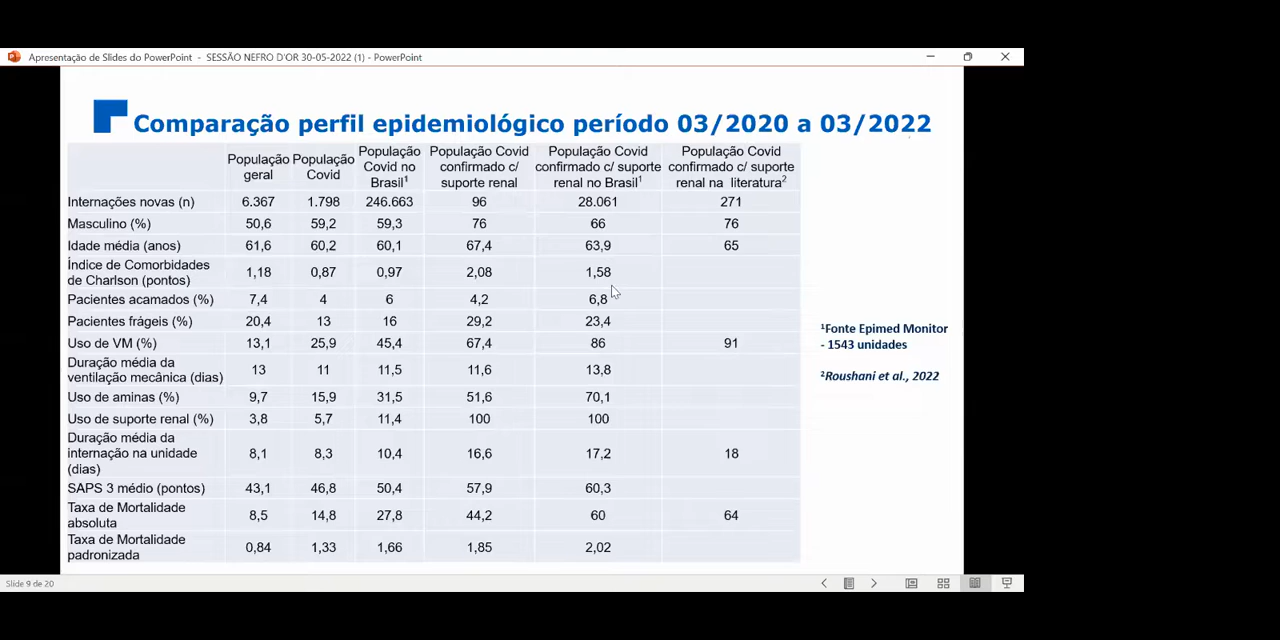 Apresentação de Slides do PowerPoint - SESSÃO NEFRO D'OR 30-05-2022 (1) - PowerPoint
Comparação perfil epidemiológico período 03/2020 a 03/2022
População geral População Covid População Covid no Brasil¹ População Covid confirmado c/ suporte renal População Covid confirmado c/ suporte renal no Brasil¹ População Covid confirmado c/ suporte renal na literatura²
Internações novas (n) 6.367 1.798 246.663 96 28.061 271
Masculino (%) 50,6 59,2 59,3 76 66 76
Idade média (anos) 61,6 60,2 60,1 67,4 63,9 65
Índice de Comorbidades
de Charlson (pontos) 1,18 0,87 0,97 2,08 1,58
Pacientes acamados (%) 7,4 4 6 4,2 6,8
Pacientes frágeis (%) 20,4 13 16 29,2 23,4
Uso de VM (%) 13,1 25,9 45,4 67,4 86 91
Duração média da
ventilação mecânica (dias) 13 11 11,5 11,6 13,8
Uso de aminas (%) 9,7 15,9 31,5 51,6 70,1
Uso de suporte renal (%) 3,8 5,7 11,4 100 100
Duração média da
internação na unidade
(dias) 8,1 8,3 10,4 16,6 17,2 18
SAPS 3 médio (pontos) 43,1 46,8 50,4 57,9 60,3
Taxa de Mortalidade
absoluta 8,5 14,8 27,8 44,2 60 64
Taxa de Mortalidade
padronizada 0,84 1,33 1,66 1,85 2,02
¹Fonte Epimed Monitor
- 1543 unidades
²Roushani et al., 2022
Slide 9 de 20